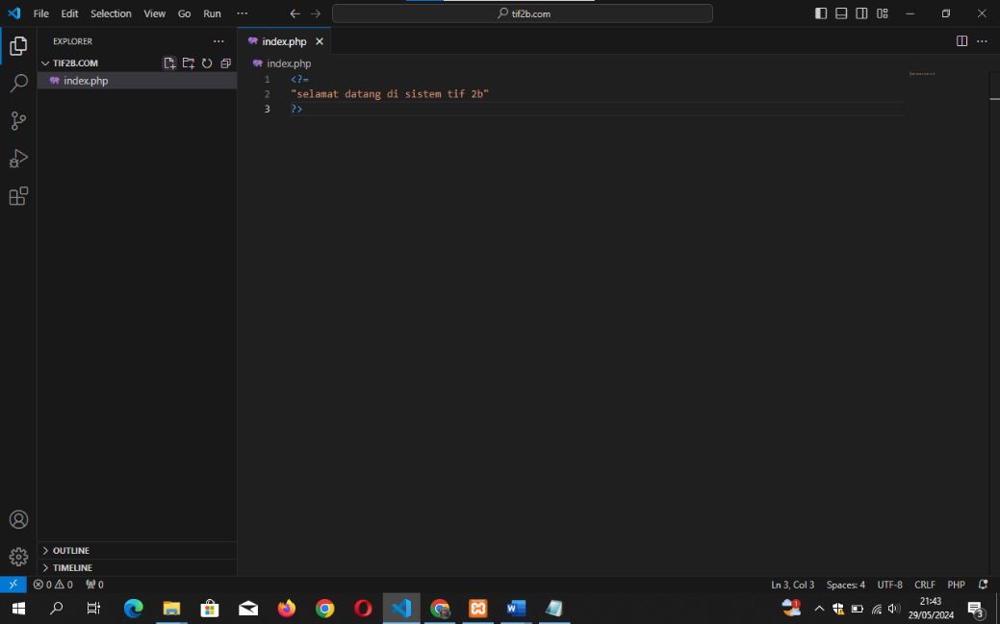 File Edit Selection View Go Run ···
tif2b.com
EXPLORER
TIF2B.COM
index.php
index.php
index.php
1 <?=
2 "selamat datang di sistem tif 2b"
3 ?>
OUTLINE
TIMELINE
0 0 0
Ln 3, Col 3 Spaces: 4 UTF-8 CRLF PHP
1
21:43
29/05/2024
3